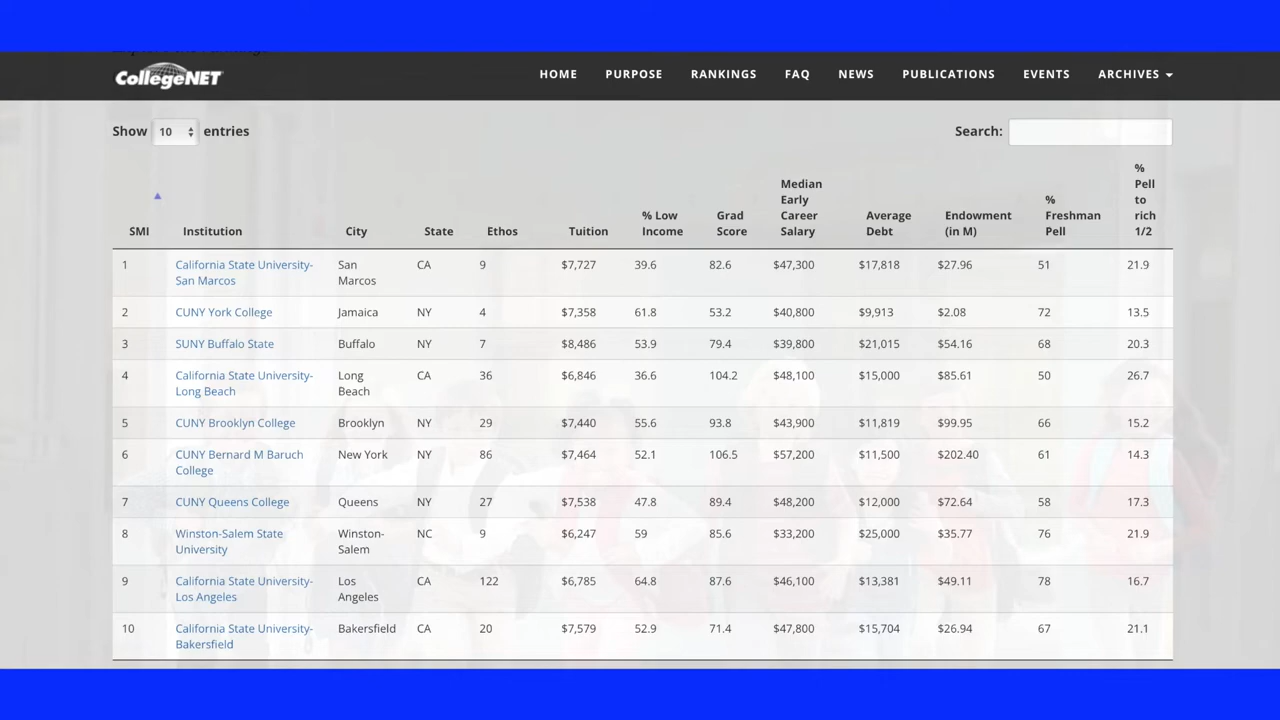 CollegeNET
HOME PURPOSE RANKINGS FAQ NEWS PUBLICATIONS EVENTS ARCHIVES
Show 10 entries
Search:
%
Pell
Median
%
to
% Low
Grad
Early
Career
Average
Endowment
Freshman
rich
SMI Institution City State Ethos Tuition Income Score Salary Debt (in M) Pell 1/2
1 California State University- San CA 9 $7,727 39.6 82.6 $47,300 $17,818 $27.96 51 21.9
San Marcos Marcos
2 CUNY York College Jamaica NY 4 $7,358 61.8 53.2 $40,800 $9,913 $2.08 72 13.5
3 SUNY Buffalo State Buffalo NY 7 $8,486 53.9 79.4 $39,800 $21,015 $54.16 68 20.3
4 California State University- Long CA 36 $6,846 36.6 104.2 $48,100 $15,000 $85.61 50 26.7
Long Beach Beach
5 CUNY Brooklyn College Brooklyn NY 29 $7,440 55.6 93.8 $43,900 $11,819 $99.95 66 15.2
6 CUNY Bernard M Baruch New York NY 86 $7,464 52.1 106.5 $57,200 $11,500 $202.40 61 14.3
College
7 CUNY Queens College Queens NY 27 $7,538 47.8 89.4 $48,200 $12,000 $72.64 58 17.3
8 Winston-Salem State Winston- NC 9 $6,247 59 85.6 $33,200 $25,000 $35.77 76 21.9
University Salem
9 California State University- Los CA 122 $6,785 64.8 87.6 $46,100 $13,381 $49.11 78 16.7
Los Angeles Angeles
10 California State University- Bakersfield CA 20 $7,579 52.9 71.4 $47,800 $15,704 $26.94 67 21.1
Bakersfield